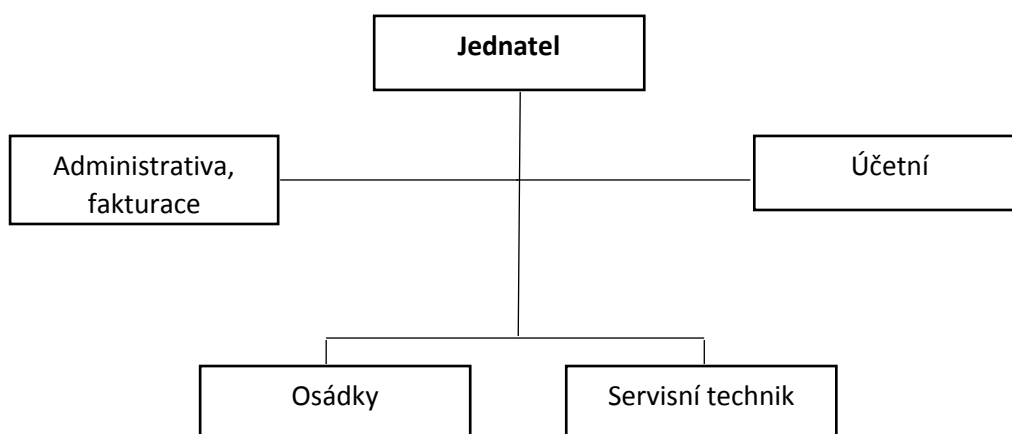 Jednatel
Administrativa,
fakturace
Účetní
Osádky
Servisní technik